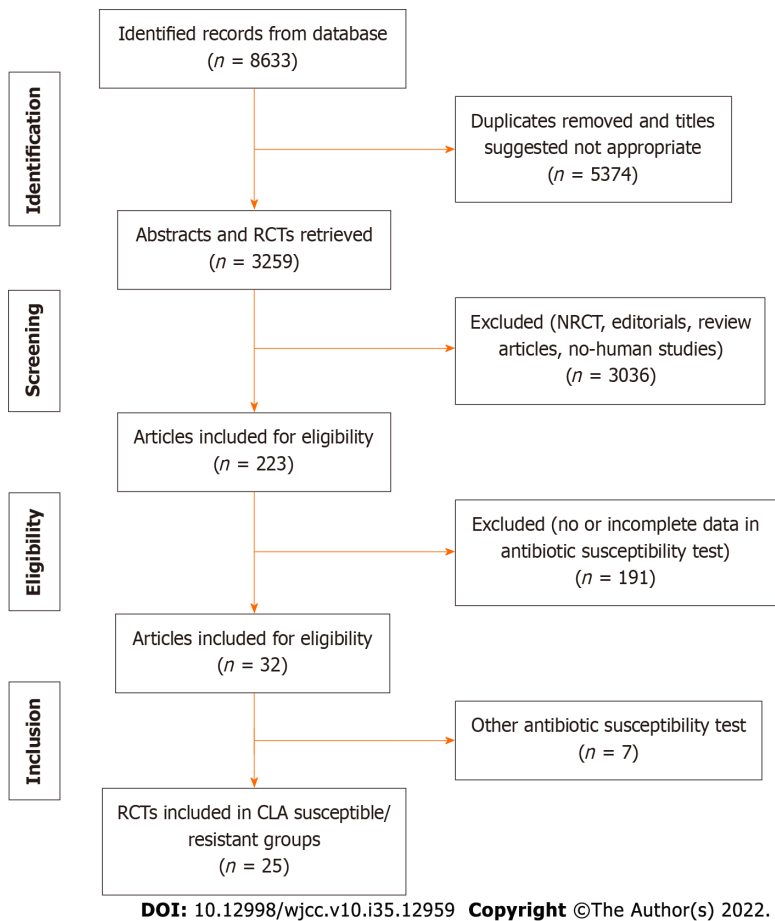 Identified records from database
(n = 8633)
Identification
Duplicates removed and titles
suggested not appropriate
(n = 5374)
Abstracts and RCTs retrieved
(n = 3259)
Screening
Excluded (NRCT, editorials, review
articles, no-human studies)
(n = 3036)
Articles included for eligibility
(n = 223)
Eligibility
Excluded (no or incomplete data in
antibiotic susceptibility test)
(n = 191)
Articles included for eligibility
(n = 32)
Inclusion
Other antibiotic susceptibility test
(n = 7)
RCTs included in CLA susceptible/
resistant groups
(n = 25)
DOI: 10.12998/wjcc.v10.i35.12959 Copyright ©The Author(s) 2022.